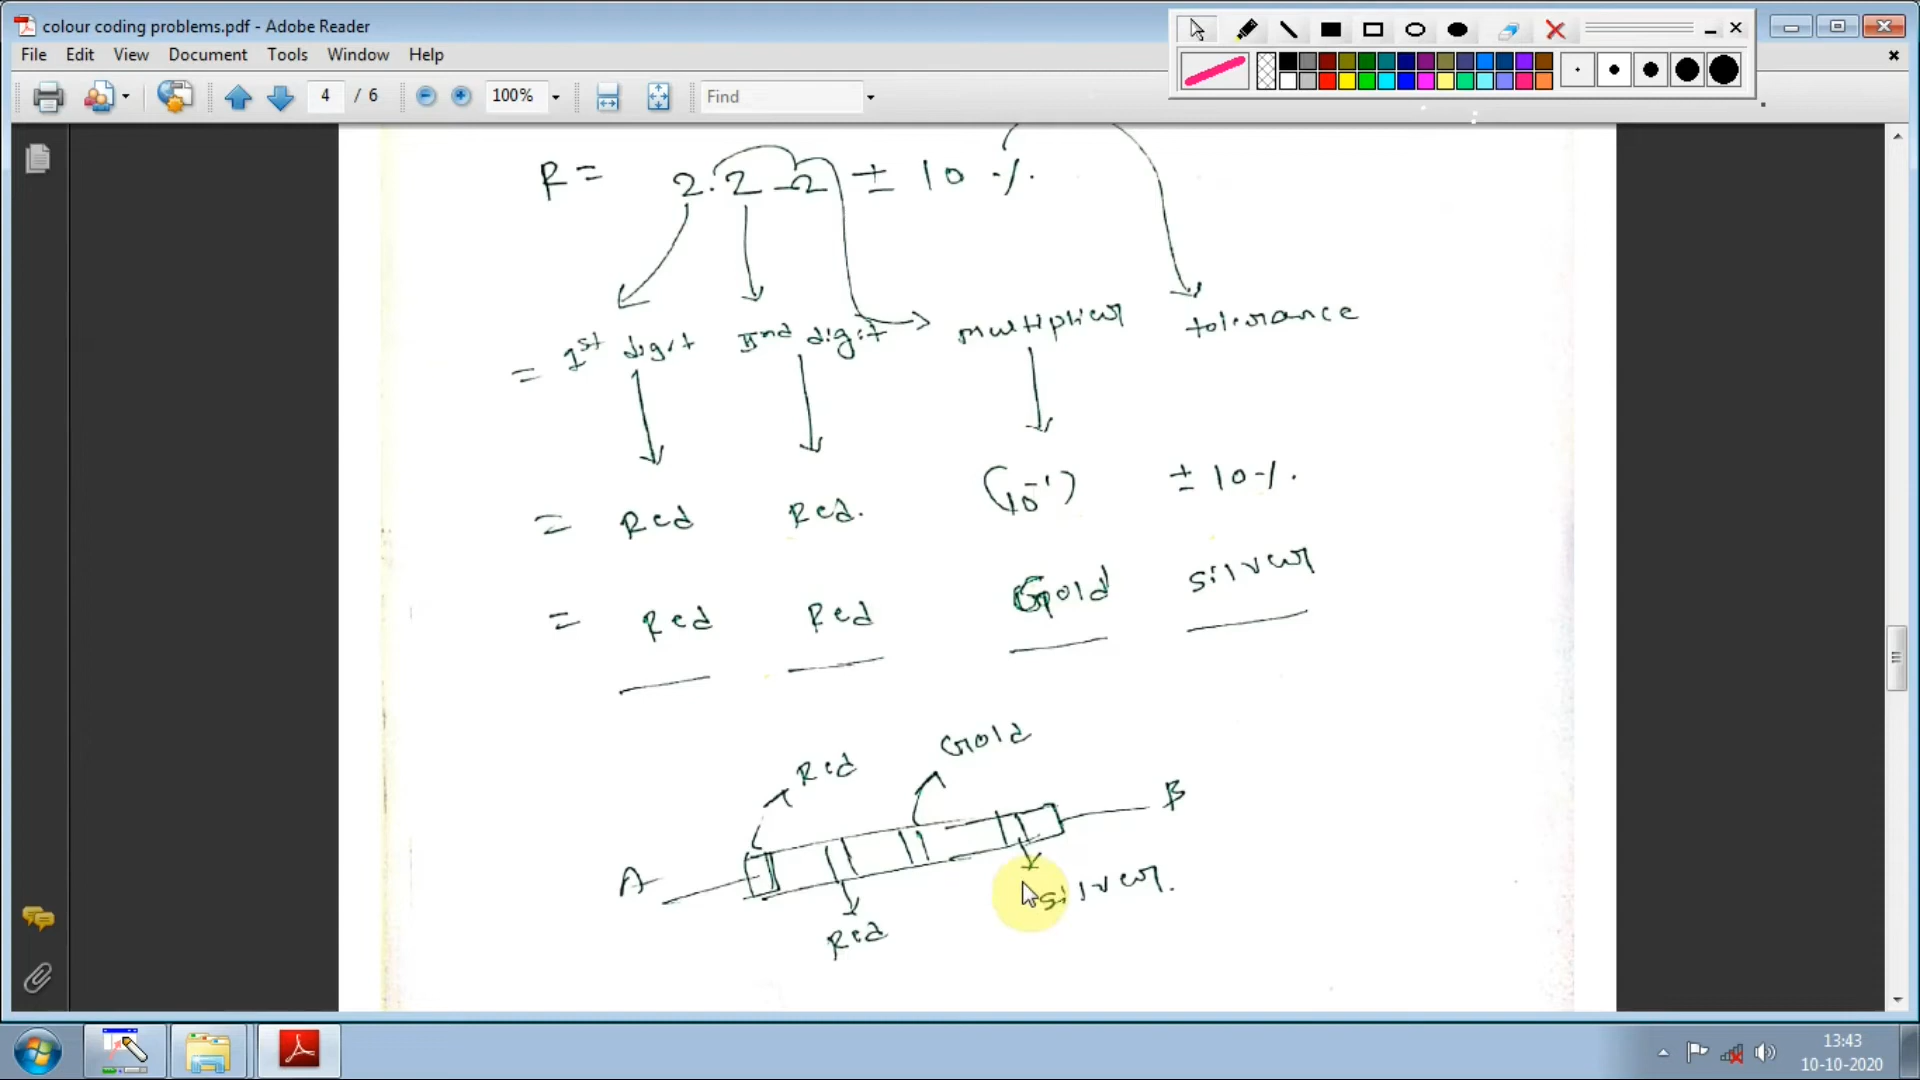 colour coding problems.pdf - Adobe Reader
File Edit View Document Tools Window Help
4 / 6 100% Find
R = 2.2 Ω ± 10 %
= 1st digit IInd digit multiplier tolerance
= Red Red. (10⁻¹) ± 10 %.
= Red Red Gold silver
Red Gold
A B
Red silver.
13:43
10-10-2020